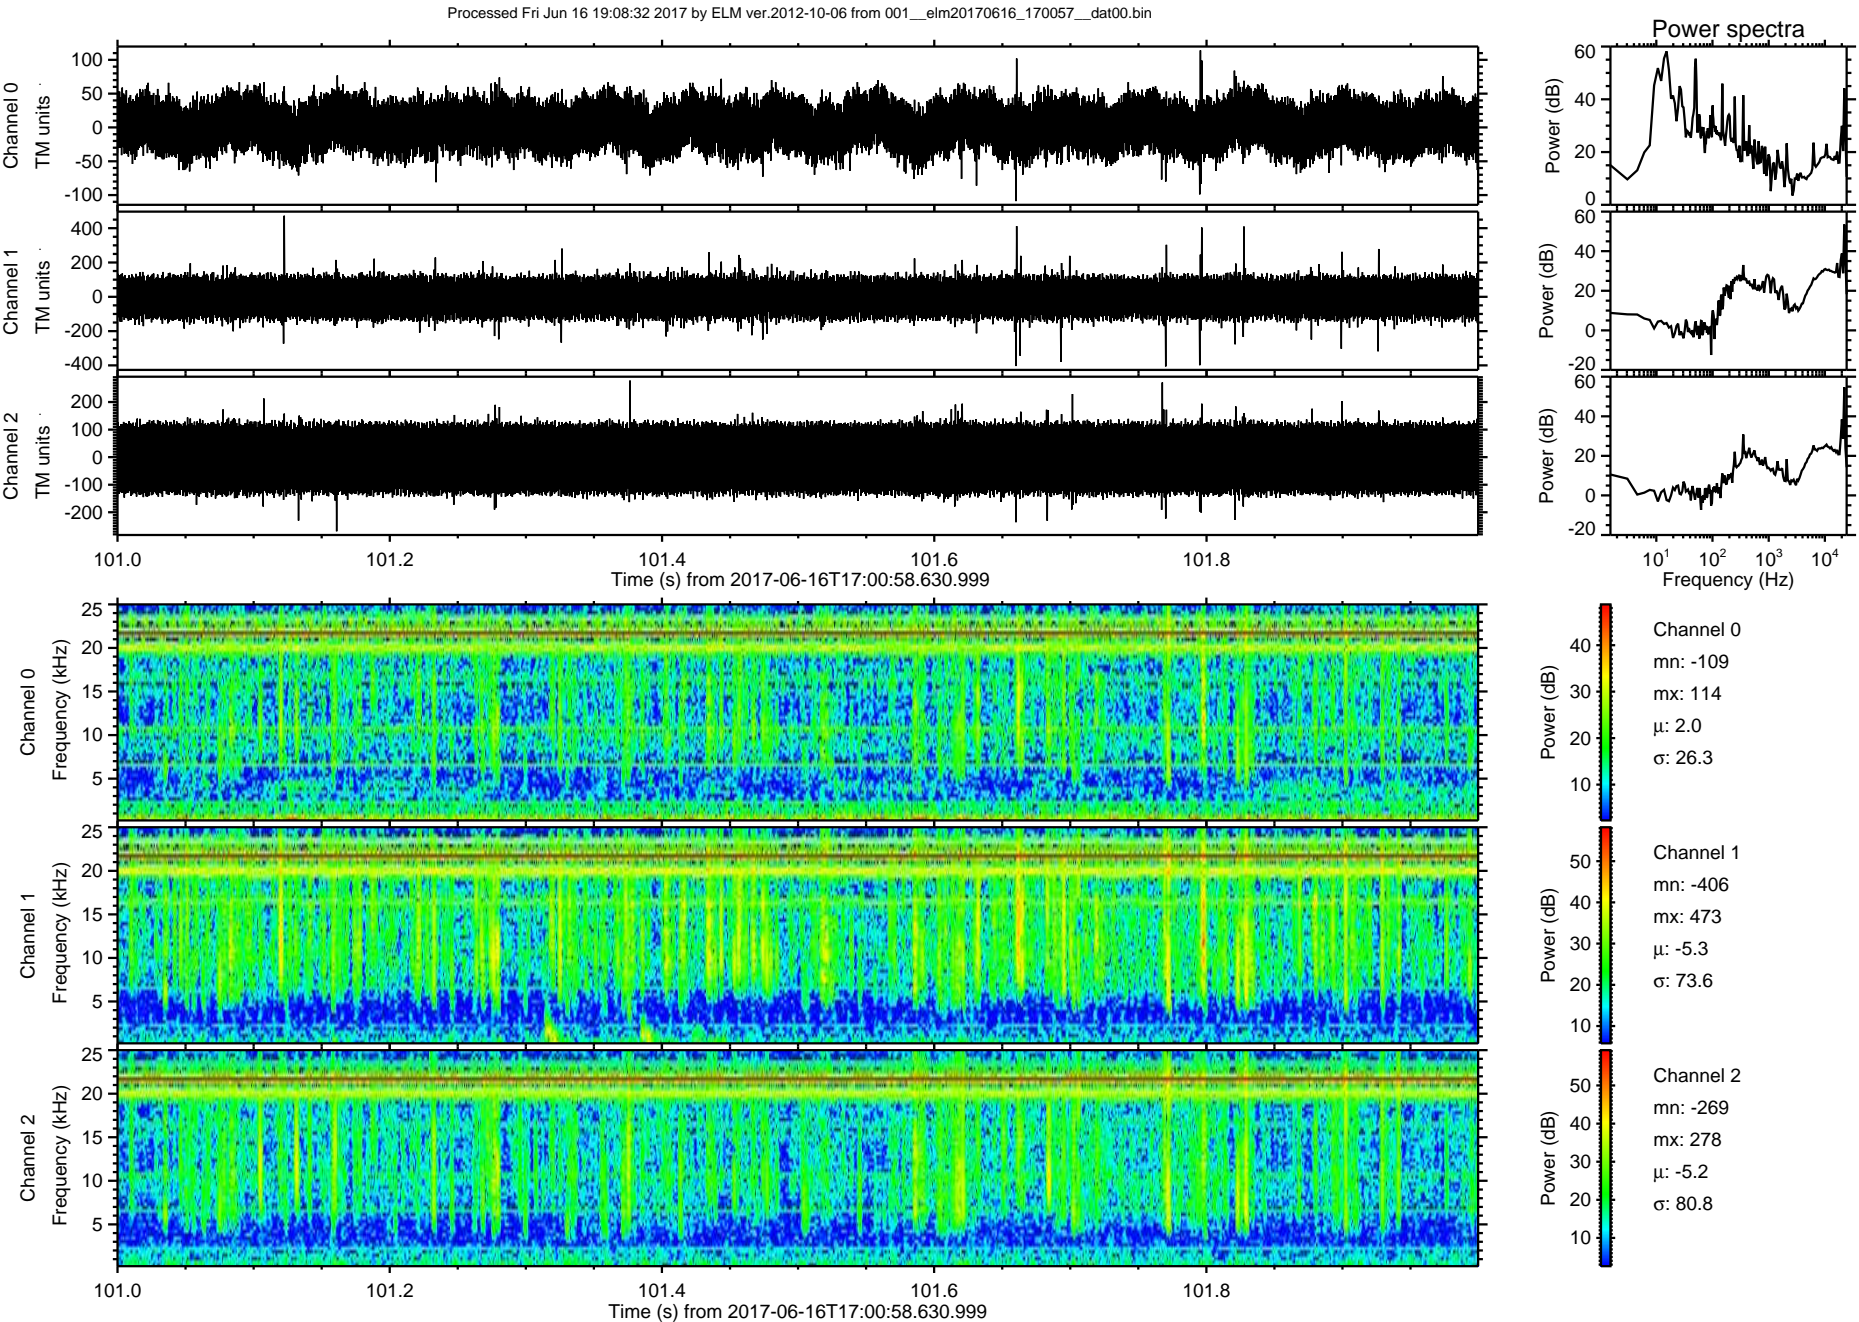 Processed Fri Jun 16 19:08:32 2017 by ELM ver.2012-10-06 from 001__elm20170616_170057__dat00.bin
Power spectra
Channel 0
TM units
100
50
0
-50
-100
Power (dB)
60
40
20
0
Channel 1
TM units
400
200
0
-200
-400
Power (dB)
60
40
20
0
-20
Channel 2
TM units
200
100
0
-100
-200
Power (dB)
60
40
20
0
-20
101.0 101.2 101.4 101.6 101.8
Time (s) from 2017-06-16T17:00:58.630.999
10^1 10^2 10^3 10^4
Frequency (Hz)
Channel 0
Frequency (kHz)
25
20
15
10
5
Power (dB)
40
30
20
10
Channel 0
mn: -109
mx: 114
μ: 2.0
σ: 26.3
Channel 1
Frequency (kHz)
25
20
15
10
5
Power (dB)
50
40
30
20
10
Channel 1
mn: -406
mx: 473
μ: -5.3
σ: 73.6
Channel 2
Frequency (kHz)
25
20
15
10
5
Power (dB)
50
40
30
20
10
Channel 2
mn: -269
mx: 278
μ: -5.2
σ: 80.8
101.0 101.2 101.4 101.6 101.8
Time (s) from 2017-06-16T17:00:58.630.999